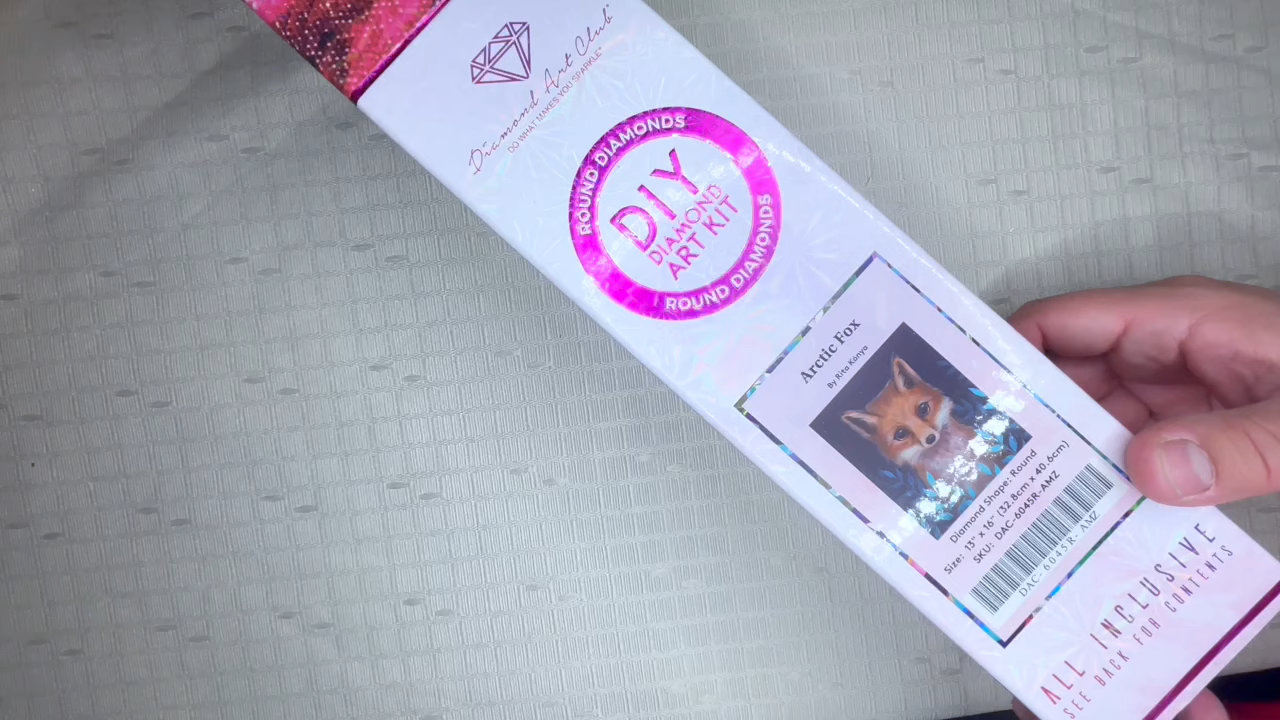 Diamond Art Club®
DO WHAT MAKES YOU SPARKLE®
ROUND DIAMONDS
DIY
DIAMOND
ART KIT
ROUND DIAMONDS
Arctic Fox
By Rita Kánya
Diamond Shape: Round
Size: 13" x 16" (32.8cm x 40.6cm)
SKU: DAC-6045R-AMZ
DAC-6045R-AMZ
ALL INCLUSIVE
SEE BACK FOR CONTENTS